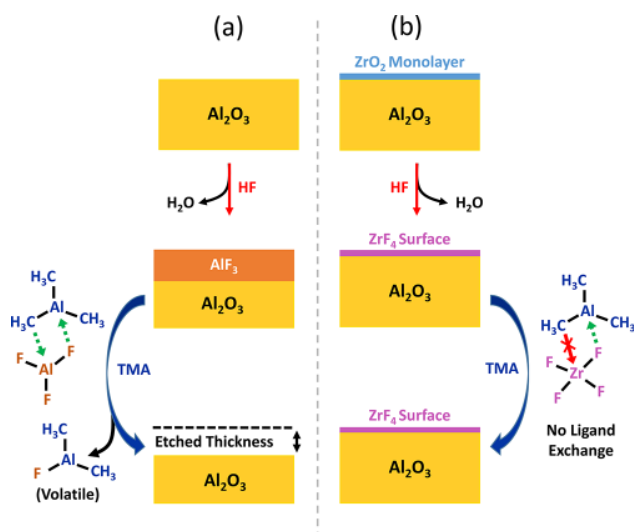 (a)
Al₂O₃
HF
H₂O
AlF₃
Al₂O₃
H₃C
Al
H₃C
CH₃
F
F
Al
F
TMA
Etched Thickness
Al
F
CH₃
(Volatile)
Al₂O₃
(b)
ZrO₂ Monolayer
Al₂O₃
HF
H₂O
ZrF₄ Surface
Al₂O₃
H₃C
Al
H₃C
CH₃
F
F
Zr
F
F
TMA
No Ligand
Exchange
ZrF₄ Surface
Al₂O₃